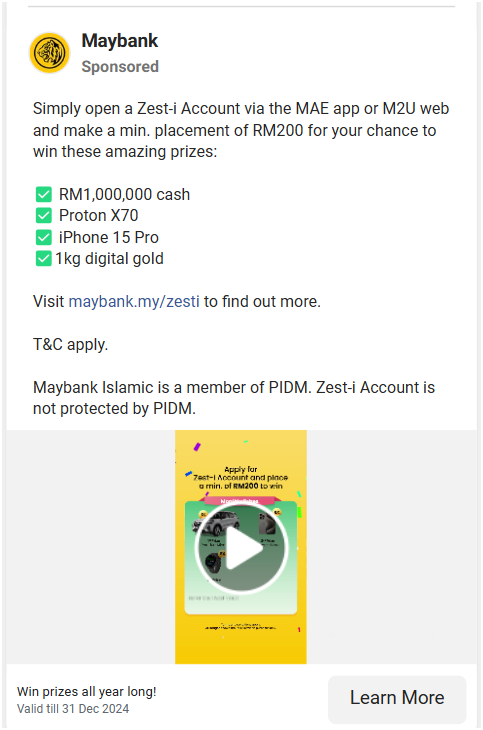 Maybank
Sponsored
Simply open a Zest-i Account via the MAE app or M2U web
and make a min. placement of RM200 for your chance to
win these amazing prizes:
✅ RM1,000,000 cash
✅ Proton X70
✅ iPhone 15 Pro
✅ 1kg digital gold
Visit maybank.my/zesti to find out more.
T&C apply.
Maybank Islamic is a member of PIDM. Zest-i Account is
not protected by PIDM.
Apply for
Zest-i Account and place
a min. of RM200 to win
Win prizes all year long!
Valid till 31 Dec 2024
Learn More